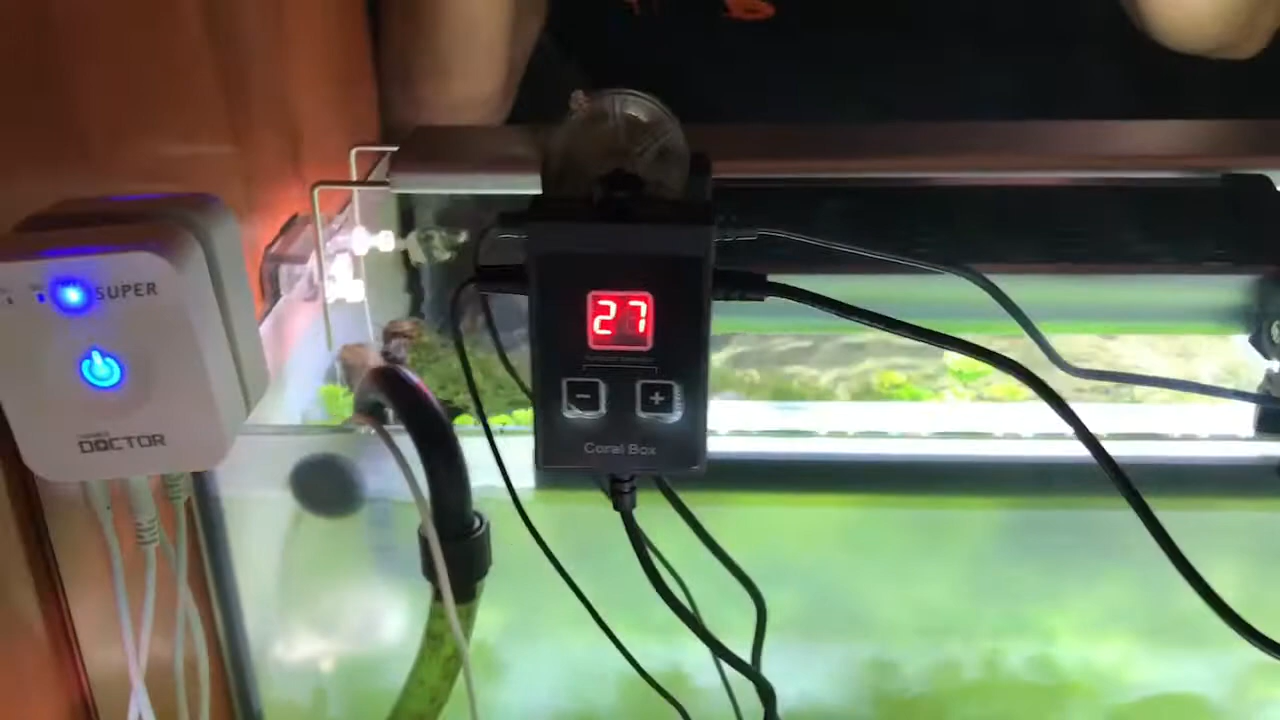 SUPER
DOCTOR
27
−
+
Coral Box